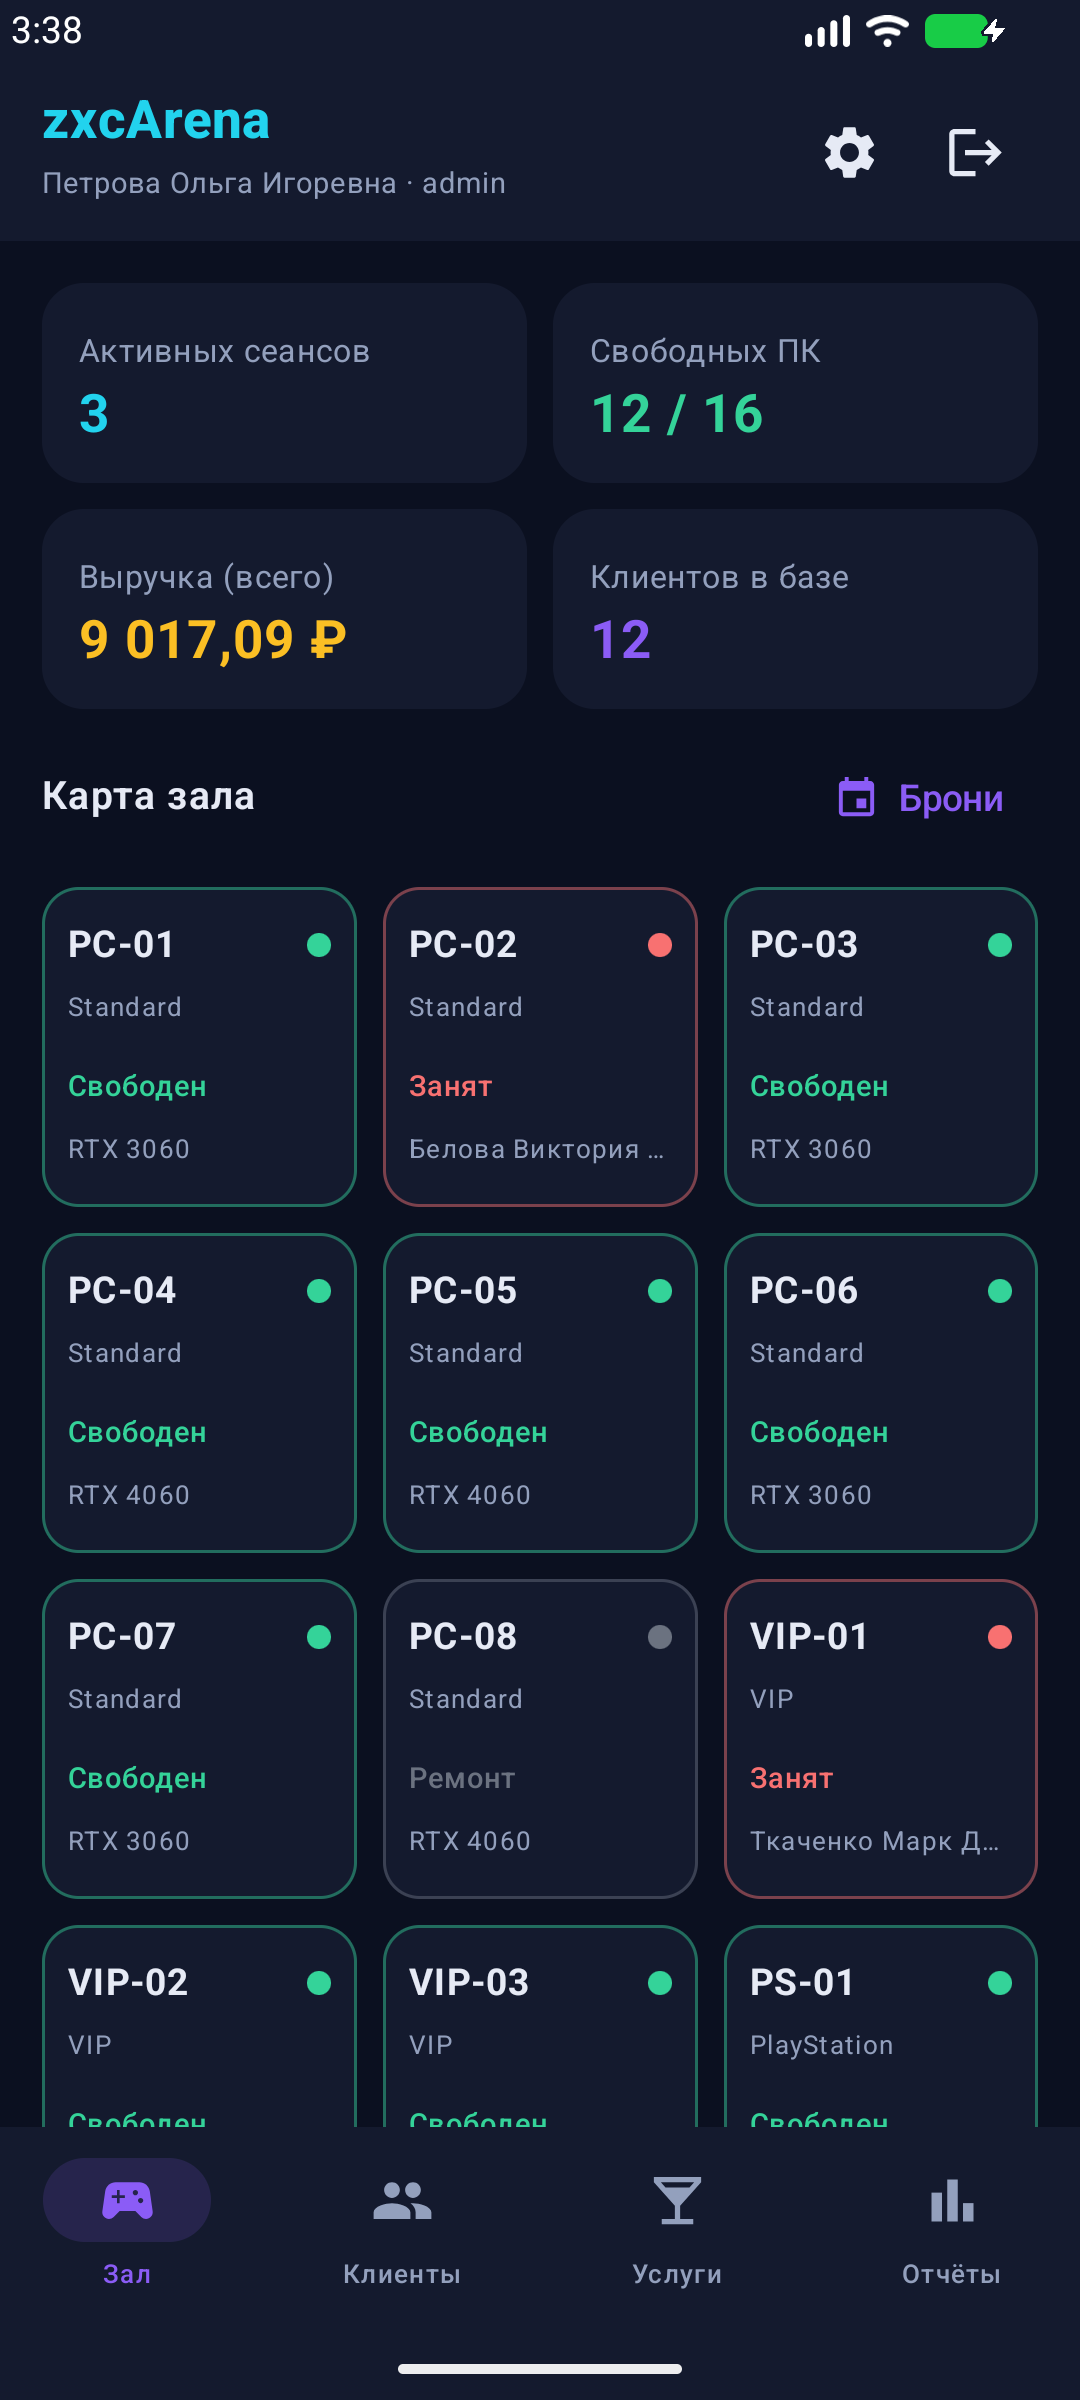 3:38
zxcArena
Петрова Ольга Игоревна · admin
Активных сеансов
3
Свободных ПК
12 / 16
Выручка (всего)
9 017,09 ₽
Клиентов в базе
12
Карта зала
Брони
PC-01
Standard
Свободен
RTX 3060
PC-02
Standard
Занят
Белова Виктория ...
PC-03
Standard
Свободен
RTX 3060
PC-04
Standard
Свободен
RTX 4060
PC-05
Standard
Свободен
RTX 4060
PC-06
Standard
Свободен
RTX 3060
PC-07
Standard
Свободен
RTX 3060
PC-08
Standard
Ремонт
RTX 4060
VIP-01
VIP
Занят
Ткаченко Марк Д...
VIP-02
VIP
Свободен
VIP-03
VIP
Свободен
PS-01
PlayStation
Свободен
Зал
Клиенты
Услуги
Отчёты